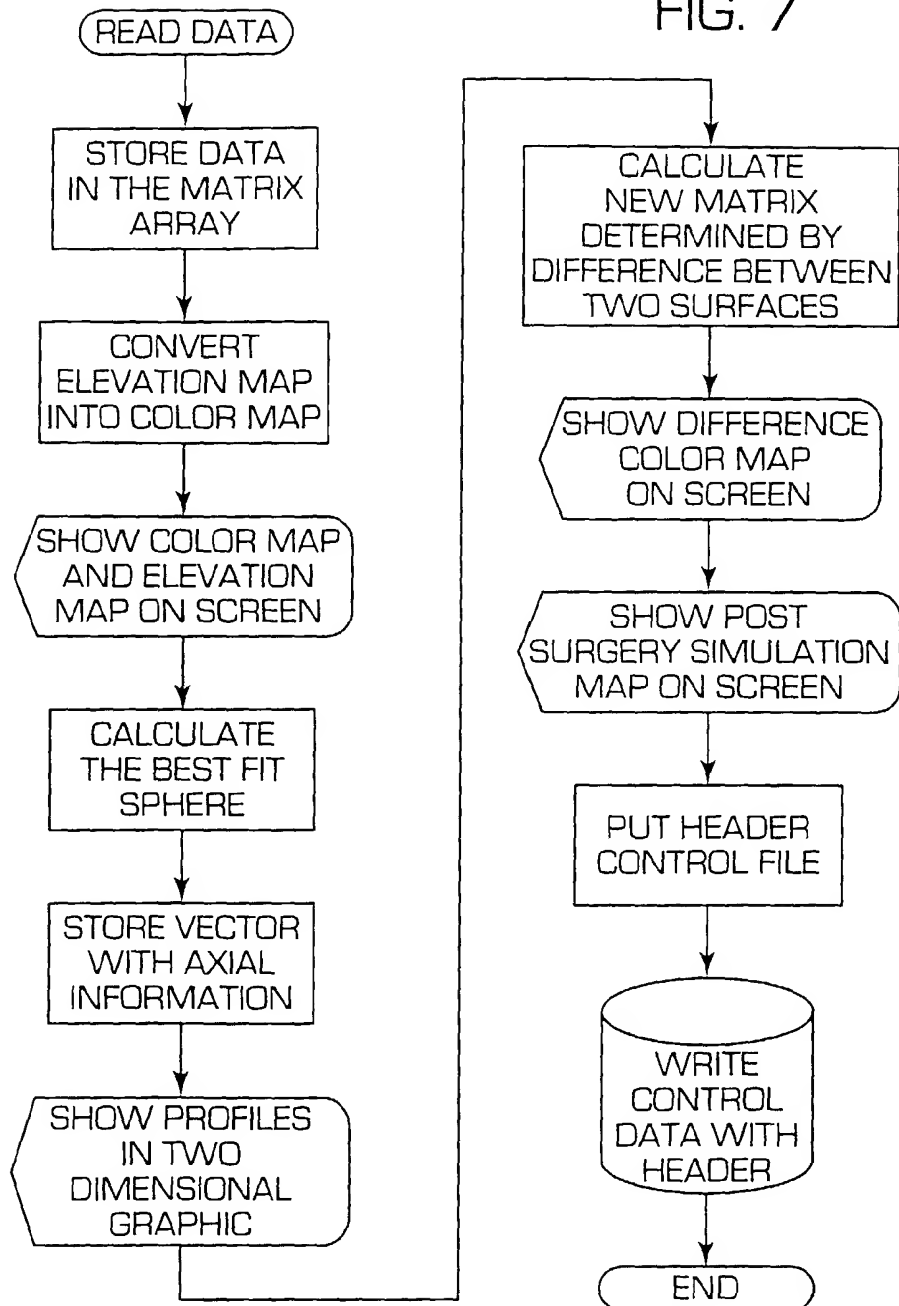 FIG. 7
READ DATA
STORE DATA
IN THE MATRIX
ARRAY
CONVERT
ELEVATION MAP
INTO COLOR MAP
SHOW COLOR MAP
AND ELEVATION
MAP ON SCREEN
CALCULATE
THE BEST FIT
SPHERE
STORE VECTOR
WITH AXIAL
INFORMATION
SHOW PROFILES
IN TWO
DIMENSIONAL
GRAPHIC
CALCULATE
NEW MATRIX
DETERMINED BY
DIFFERENCE BETWEEN
TWO SURFACES
SHOW DIFFERENCE
COLOR MAP
ON SCREEN
SHOW POST
SURGERY SIMULATION
MAP ON SCREEN
PUT HEADER
CONTROL FILE
WRITE
CONTROL
DATA WITH
HEADER
END